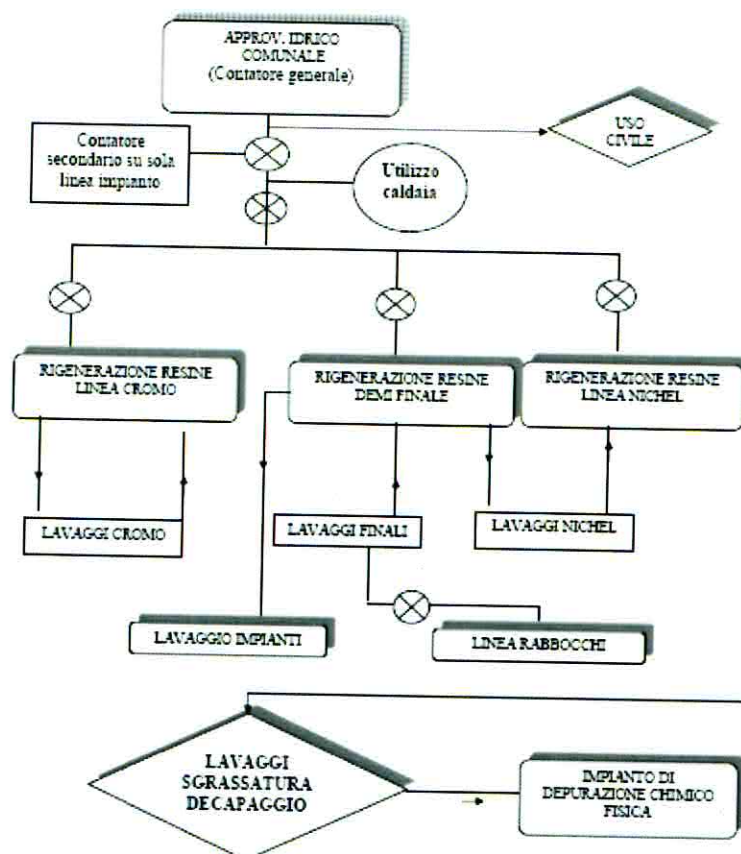 APPROV. IDRICO
COMUNALE
(Contatore generale)
USO
CIVILE
Contatore
secondario su sola
linea impianto
Utilizzo
caldaia
RIGENERAZIONE RESINE
LINEA CROMO
RIGENERAZIONE RESINE
DEMI FINALE
RIGENERAZIONE RESINE
LINEA NICHEL
LAVAGGI CROMO
LAVAGGI FINALI
LAVAGGI NICHEL
LAVAGGIO IMPIANTI
LINEA RABBOCCHI
LAVAGGI
SGRASSATURA
DECAPAGGIO
IMPIANTO DI
DEPURAZIONE CHIMICO
FISICA